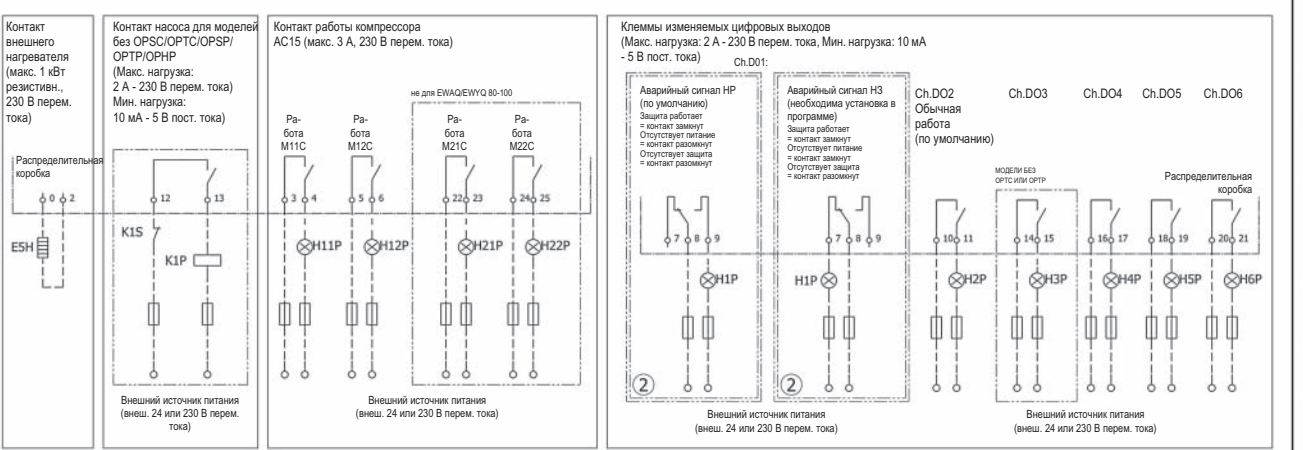 Контакт
внешнего
нагревателя
(макс. 1 кВт
резистивн.,
230 В перем.
тока)
Распределительная
коробка
0 2
E5H
Контакт насоса для моделей
без OPSC/OPTC/OPSP/
OPTP/OPHP
(Макс. нагрузка:
2 А - 230 В перем. тока)
Мин. нагрузка:
10 мА - 5 В пост. тока)
12 13
K1S
K1P
Внешний источник питания
(внеш. 24 или 230 В перем.
тока)
Контакт работы компрессора
AC15 (макс. 3 А, 230 В перем. тока)
не для EWAQ/EWYQ 80-100
Ра-
бота
M11C
Ра-
бота
M12C
Ра-
бота
M21C
Ра-
бота
M22C
3 4 5 6 22 23 24 25
H11P H12P H21P H22P
Внешний источник питания
(внеш. 24 или 230 В перем. тока)
Клеммы изменяемых цифровых выходов
(Макс. нагрузка: 2 А - 230 В перем. тока, Мин. нагрузка: 10 мА
- 5 В пост. тока)
Ch.D01:
Аварийный сигнал НР
(по умолчанию)
Защита работает
= контакт замкнут
Отсутствует питание
= контакт разомкнут
Отсутствует защита
= контакт разомкнут
7 8 9
H1P
2
Аварийный сигнал НЗ
(необходима установка в
программе)
Защита работает
= контакт замкнут
Отсутствует питание
= контакт замкнут
Отсутствует защита
= контакт разомкнут
7 8 9
H1P
2
Ch.DO2
Обычная
работа
(по умолчанию)
Ch.DO3 Ch.DO4 Ch.DO5 Ch.DO6
МОДЕЛИ БЕЗ
OPTC ИЛИ OPTP
Распределительная
коробка
10 11 14 15 16 17 18 19 20 21
H2P H3P H4P H5P H6P
Внешний источник питания
(внеш. 24 или 230 В перем. тока)
Внешний источник питания
(внеш. 24 или 230 В перем. тока)